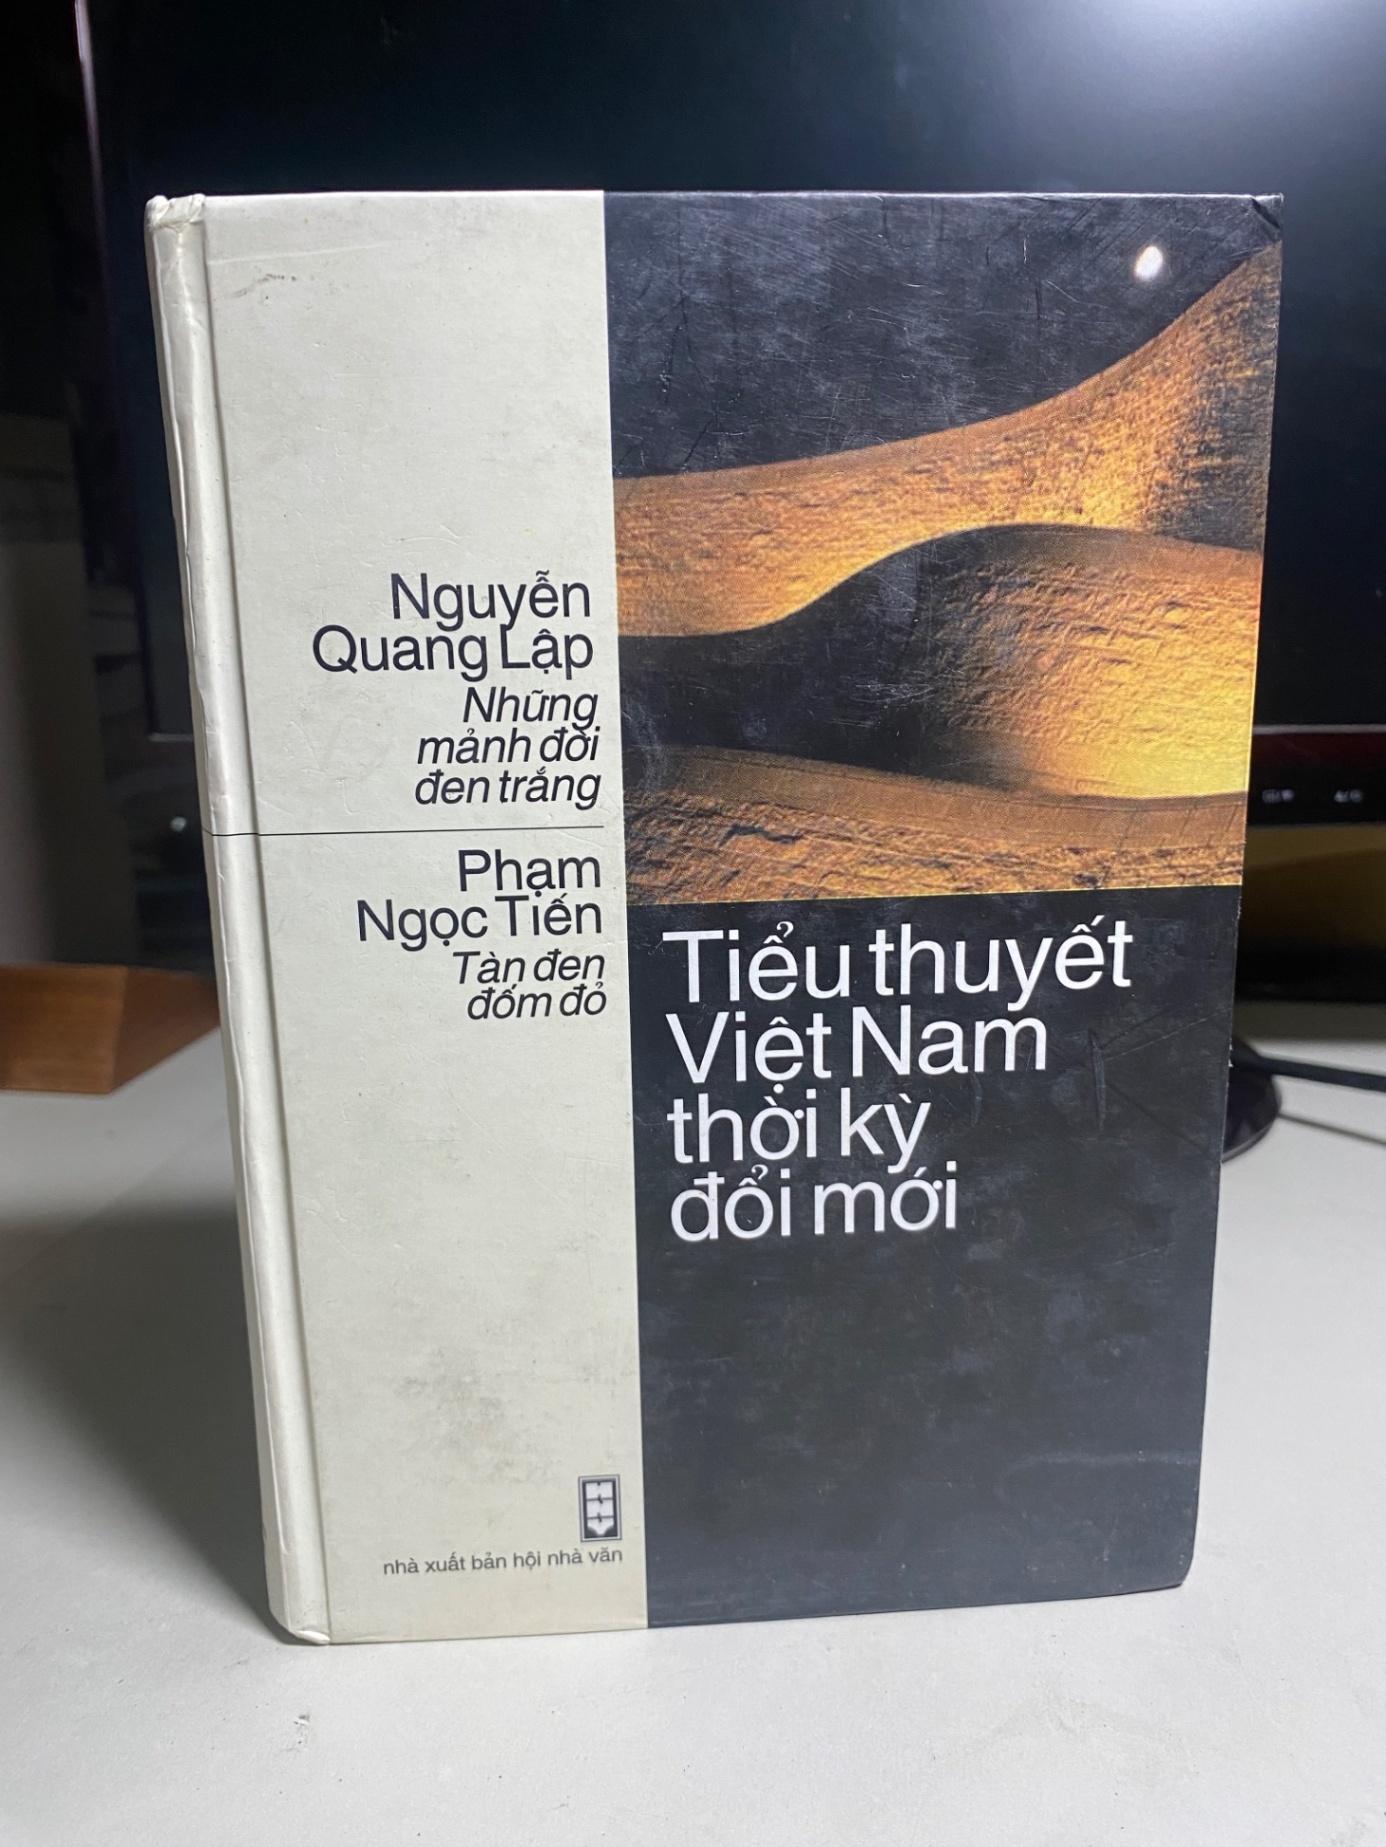 Nguyễn
Quang Lập
Những
mảnh đời
đen trắng
Phạm
Ngọc Tiến
Tàn đen
đốm đỏ
Tiểu thuyết
Việt Nam
thời kỳ
đổi mới
nhà xuất bản hội nhà văn